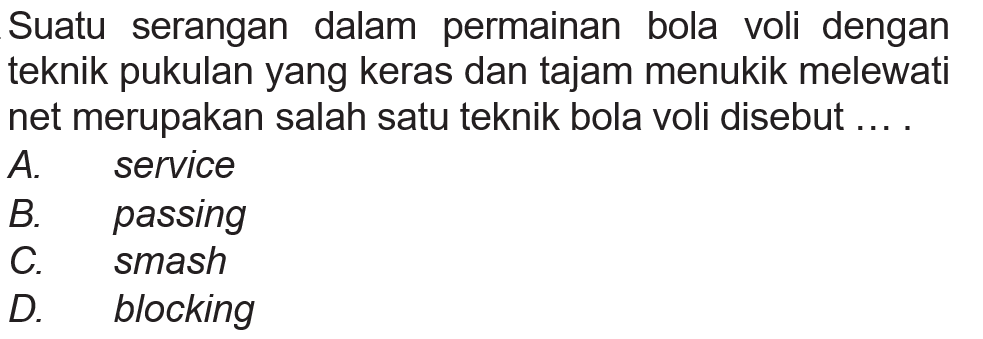 Suatu serangan dalam permainan bola voli dengan
teknik pukulan yang keras dan tajam menukik melewati
net merupakan salah satu teknik bola voli disebut ... .
A. service
B. passing
C. smash
D. blocking